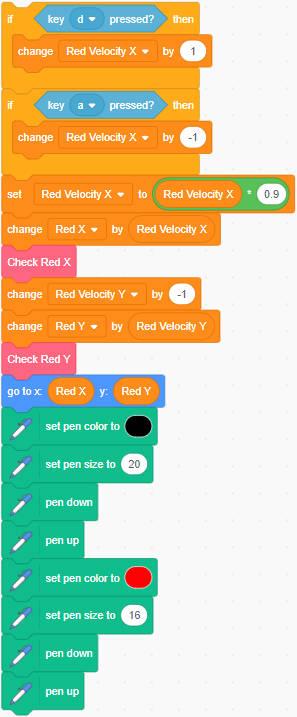 if key d pressed? then
change Red Velocity X by 1
if key a pressed? then
change Red Velocity X by -1
set Red Velocity X to Red Velocity X * 0.9
change Red X by Red Velocity X
Check Red X
change Red Velocity Y by -1
change Red Y by Red Velocity Y
Check Red Y
go to x: Red X y: Red Y
set pen color to
set pen size to 20
pen down
pen up
set pen color to
set pen size to 16
pen down
pen up